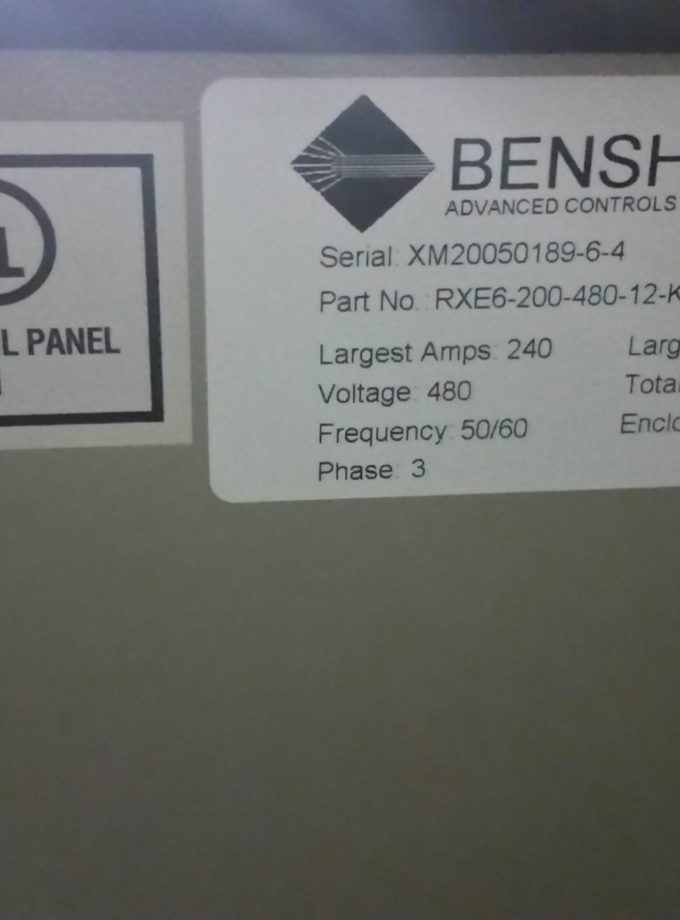 BENSH
ADVANCED CONTROLS
Serial: XM20050189-6-4
Part No.: RXE6-200-480-12-K
Largest Amps: 240 Larg
Voltage: 480 Total
Frequency: 50/60 Enclo
Phase: 3
L
L PANEL